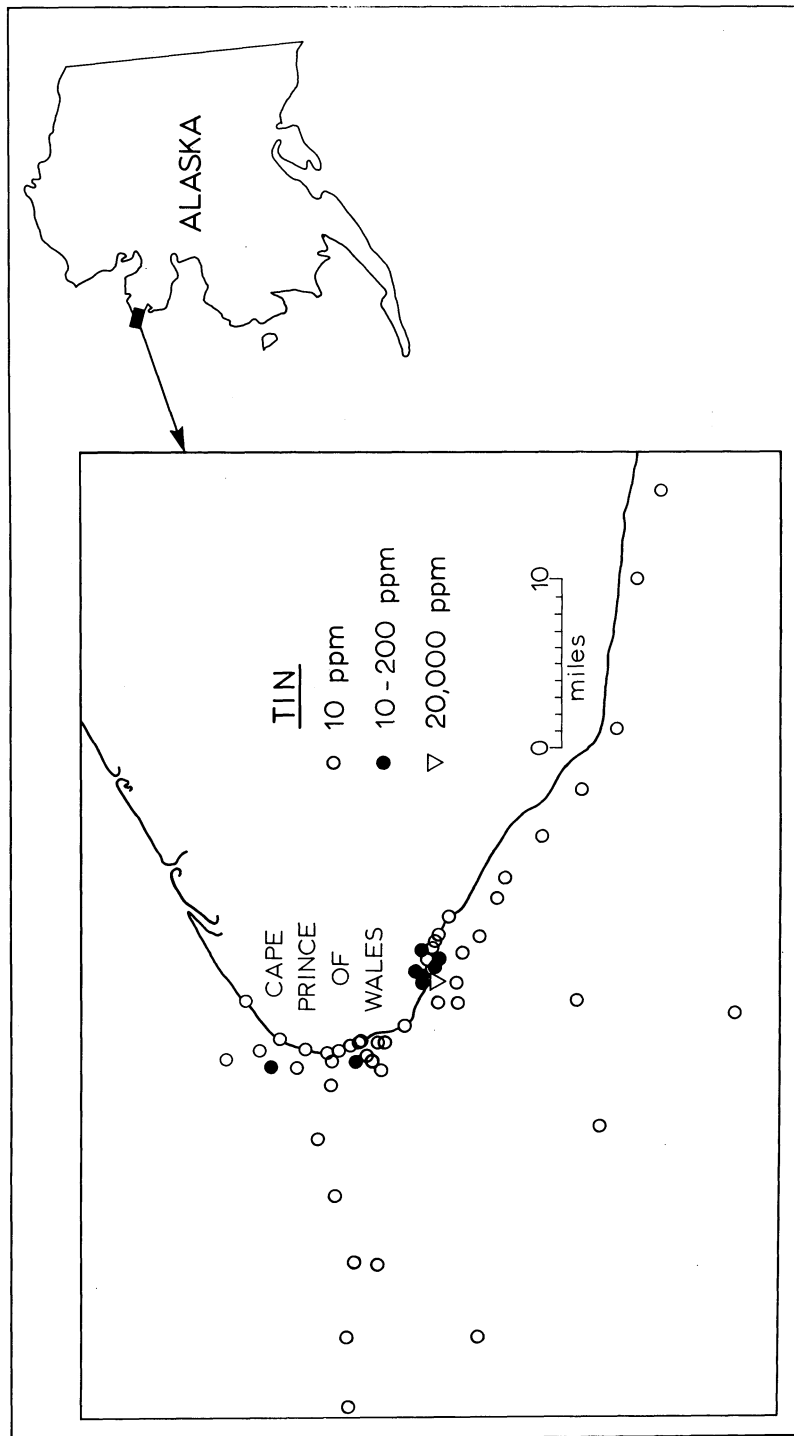 ALASKA
CAPE
PRINCE
OF
WALES
TIN
10 ppm
10-200 ppm
20,000 ppm
0 10
miles